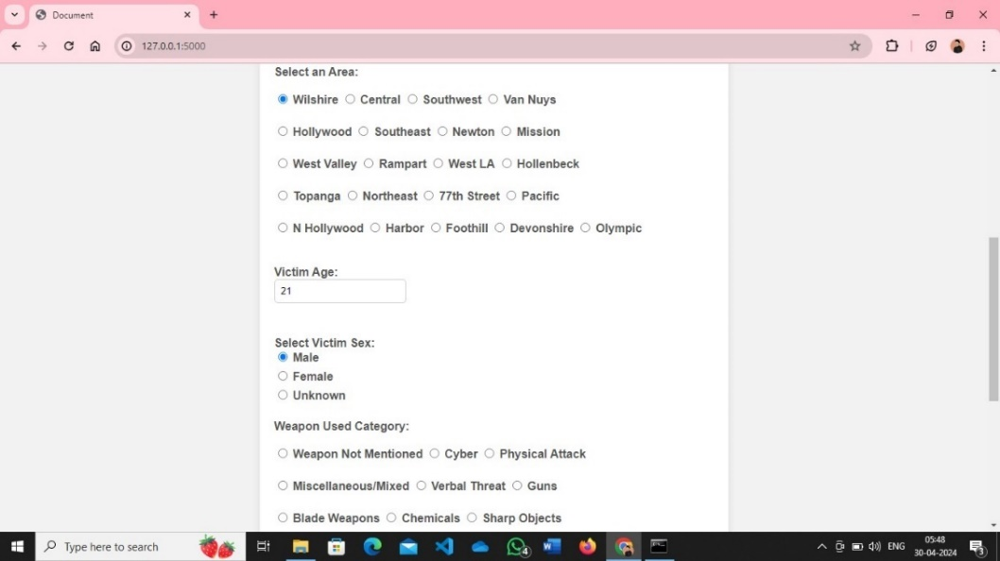 Document
127.0.0.1:5000
Select an Area:
Wilshire Central Southwest Van Nuys
Hollywood Southeast Newton Mission
West Valley Rampart West LA Hollenbeck
Topanga Northeast 77th Street Pacific
N Hollywood Harbor Foothill Devonshire Olympic
Victim Age:
21
Select Victim Sex:
Male
Female
Unknown
Weapon Used Category:
Weapon Not Mentioned Cyber Physical Attack
Miscellaneous/Mixed Verbal Threat Guns
Blade Weapons Chemicals Sharp Objects
Type here to search
4
ENG
05:48
30-04-2024
3